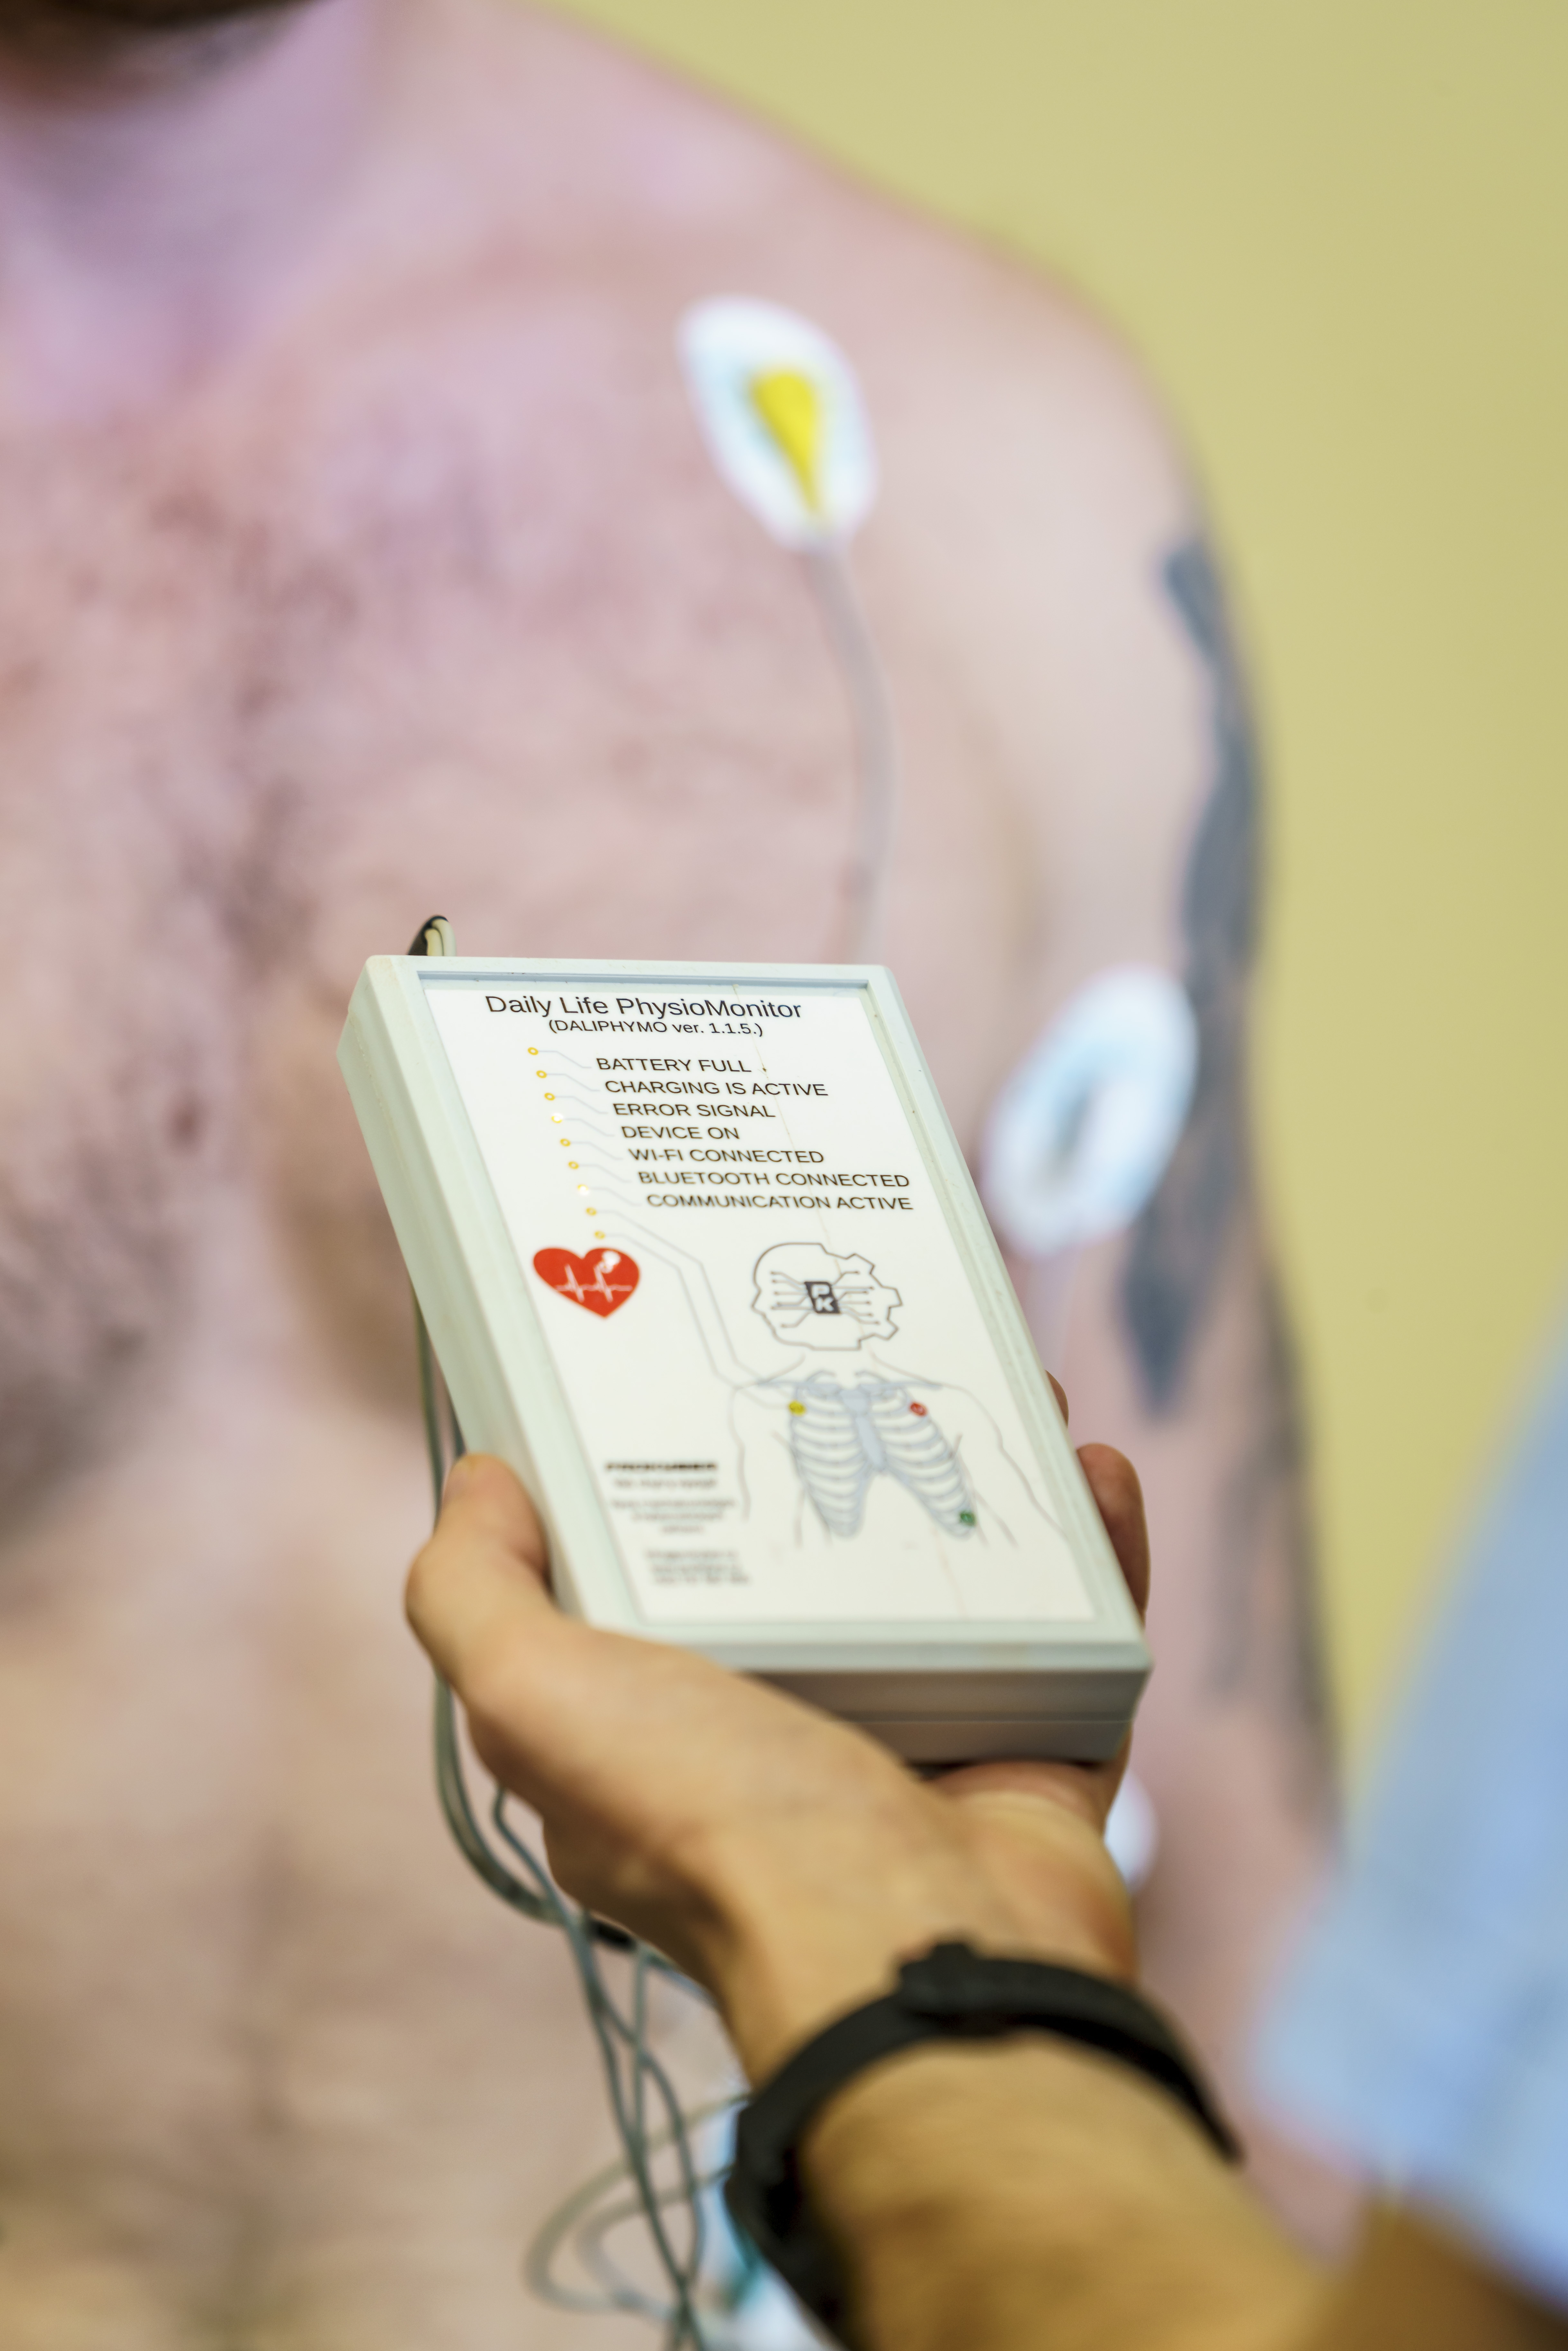 Daily Life PhysioMonitor
(DALIPHYMO ver. 1.1.5.)
BATTERY FULL
CHARGING IS ACTIVE
ERROR SIGNAL
DEVICE ON
WI-FI CONNECTED
BLUETOOTH CONNECTED
COMMUNICATION ACTIVE
PK